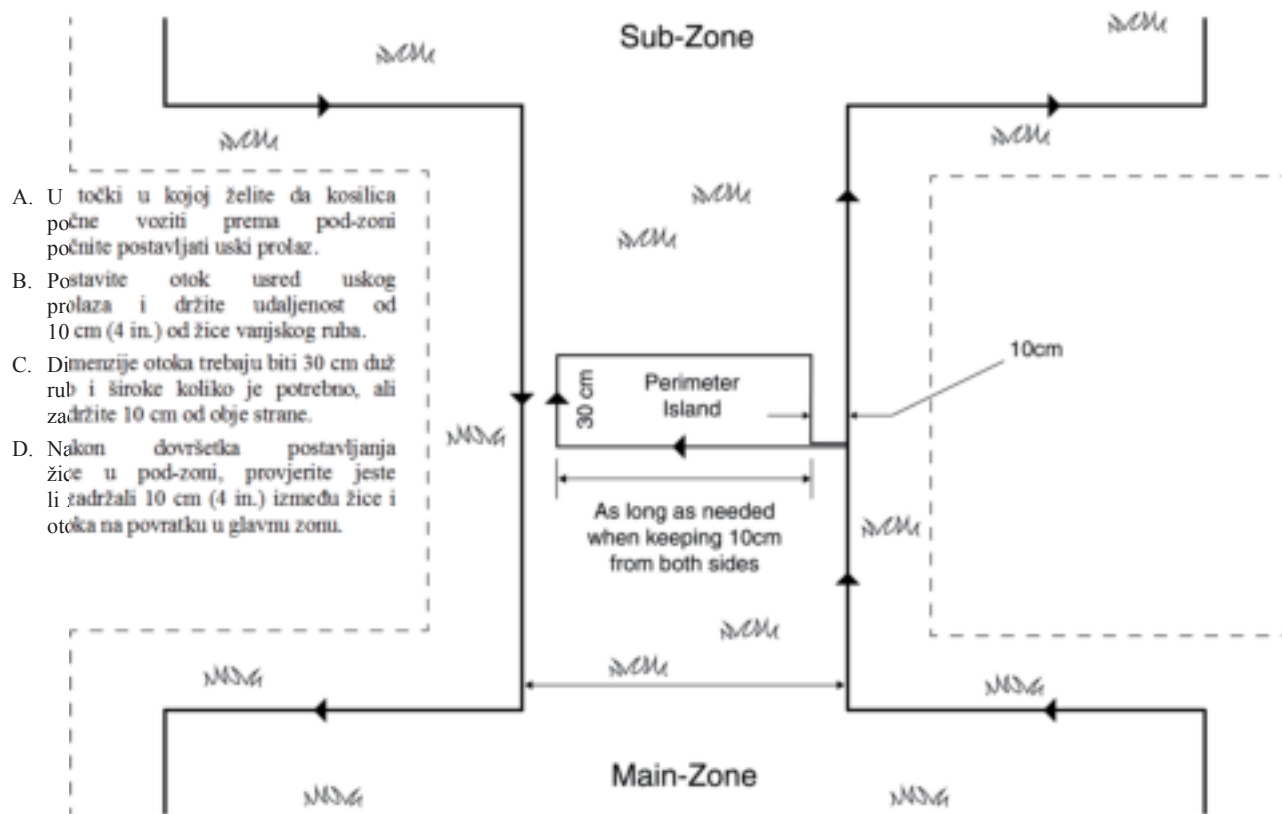 Sub-Zone
A. U točki u kojoj želite da kosilica
počne voziti prema pod-zoni
počnite postavljati uski prolaz.
B. Postavite otok usred uskog
prolaza i držite udaljenost od
10 cm (4 in.) od žice vanjskog ruba.
C. Dimenzije otoka trebaju biti 30 cm duž
rub i široke koliko je potrebno, ali
zadržite 10 cm od obje strane.
D. Nakon dovršetka postavljanja
žice u pod-zoni, provjerite jeste
li zadržali 10 cm (4 in.) između žice i
otoka na povratku u glavnu zonu.
10cm
30 cm
Perimeter
Island
As long as needed
when keeping 10cm
from both sides
Main-Zone